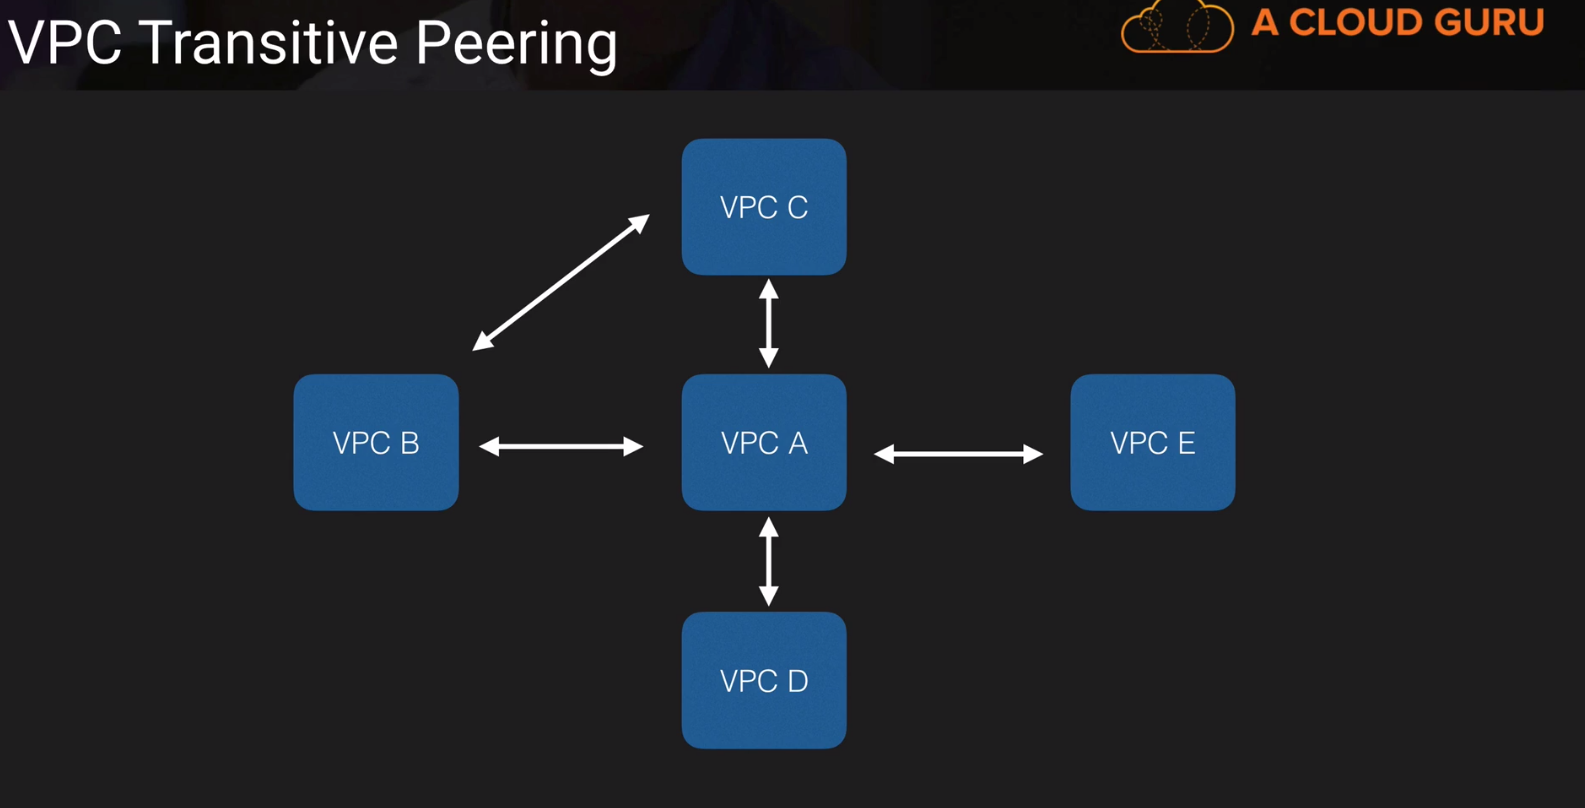 VPC Transitive Peering
A CLOUD GURU
VPC C
VPC B
VPC A
VPC E
VPC D